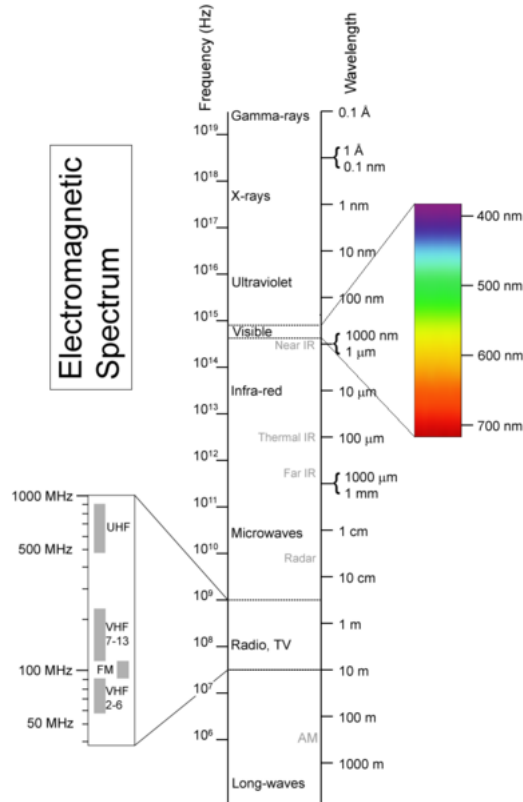 Frequency (Hz)
Wavelength
Electromagnetic
Spectrum
Gamma-rays
X-rays
Ultraviolet
Visible
Near IR
Infra-red
Thermal IR
Far IR
Microwaves
Radar
Radio, TV
AM
Long-waves
10¹⁹
10¹⁸
10¹⁷
10¹⁶
10¹⁵
10¹⁴
10¹³
10¹²
10¹¹
10¹⁰
10⁹
10⁸
10⁷
10⁶
0.1 Å
1 Å
0.1 nm
1 nm
10 nm
100 nm
1000 nm
1 µm
10 µm
100 µm
1000 µm
1 mm
1 cm
10 cm
1 m
10 m
100 m
1000 m
400 nm
500 nm
600 nm
700 nm
1000 MHz
UHF
500 MHz
VHF
7-13
FM
100 MHz
VHF
2-6
50 MHz